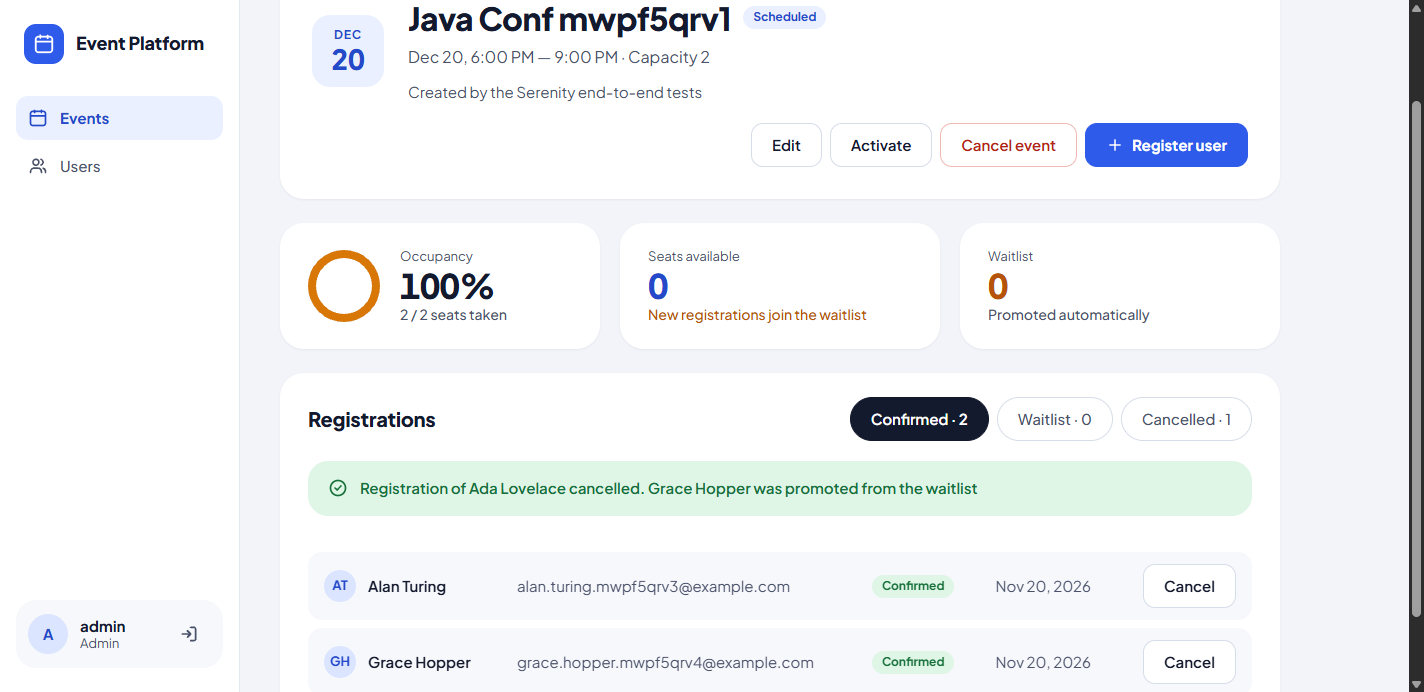 Event Platform
Events
Users
A
admin
Admin
DEC
20
Java Conf mwpf5qrv1
Scheduled
Dec 20, 6:00 PM — 9:00 PM · Capacity 2
Created by the Serenity end-to-end tests
Edit
Activate
Cancel event
+ Register user
Occupancy
100%
2 / 2 seats taken
Seats available
0
New registrations join the waitlist
Waitlist
0
Promoted automatically
Registrations
Confirmed · 2
Waitlist · 0
Cancelled · 1
Registration of Ada Lovelace cancelled. Grace Hopper was promoted from the waitlist
AT Alan Turing alan.turing.mwpf5qrv3@example.com Confirmed Nov 20, 2026 Cancel
GH Grace Hopper grace.hopper.mwpf5qrv4@example.com Confirmed Nov 20, 2026 Cancel